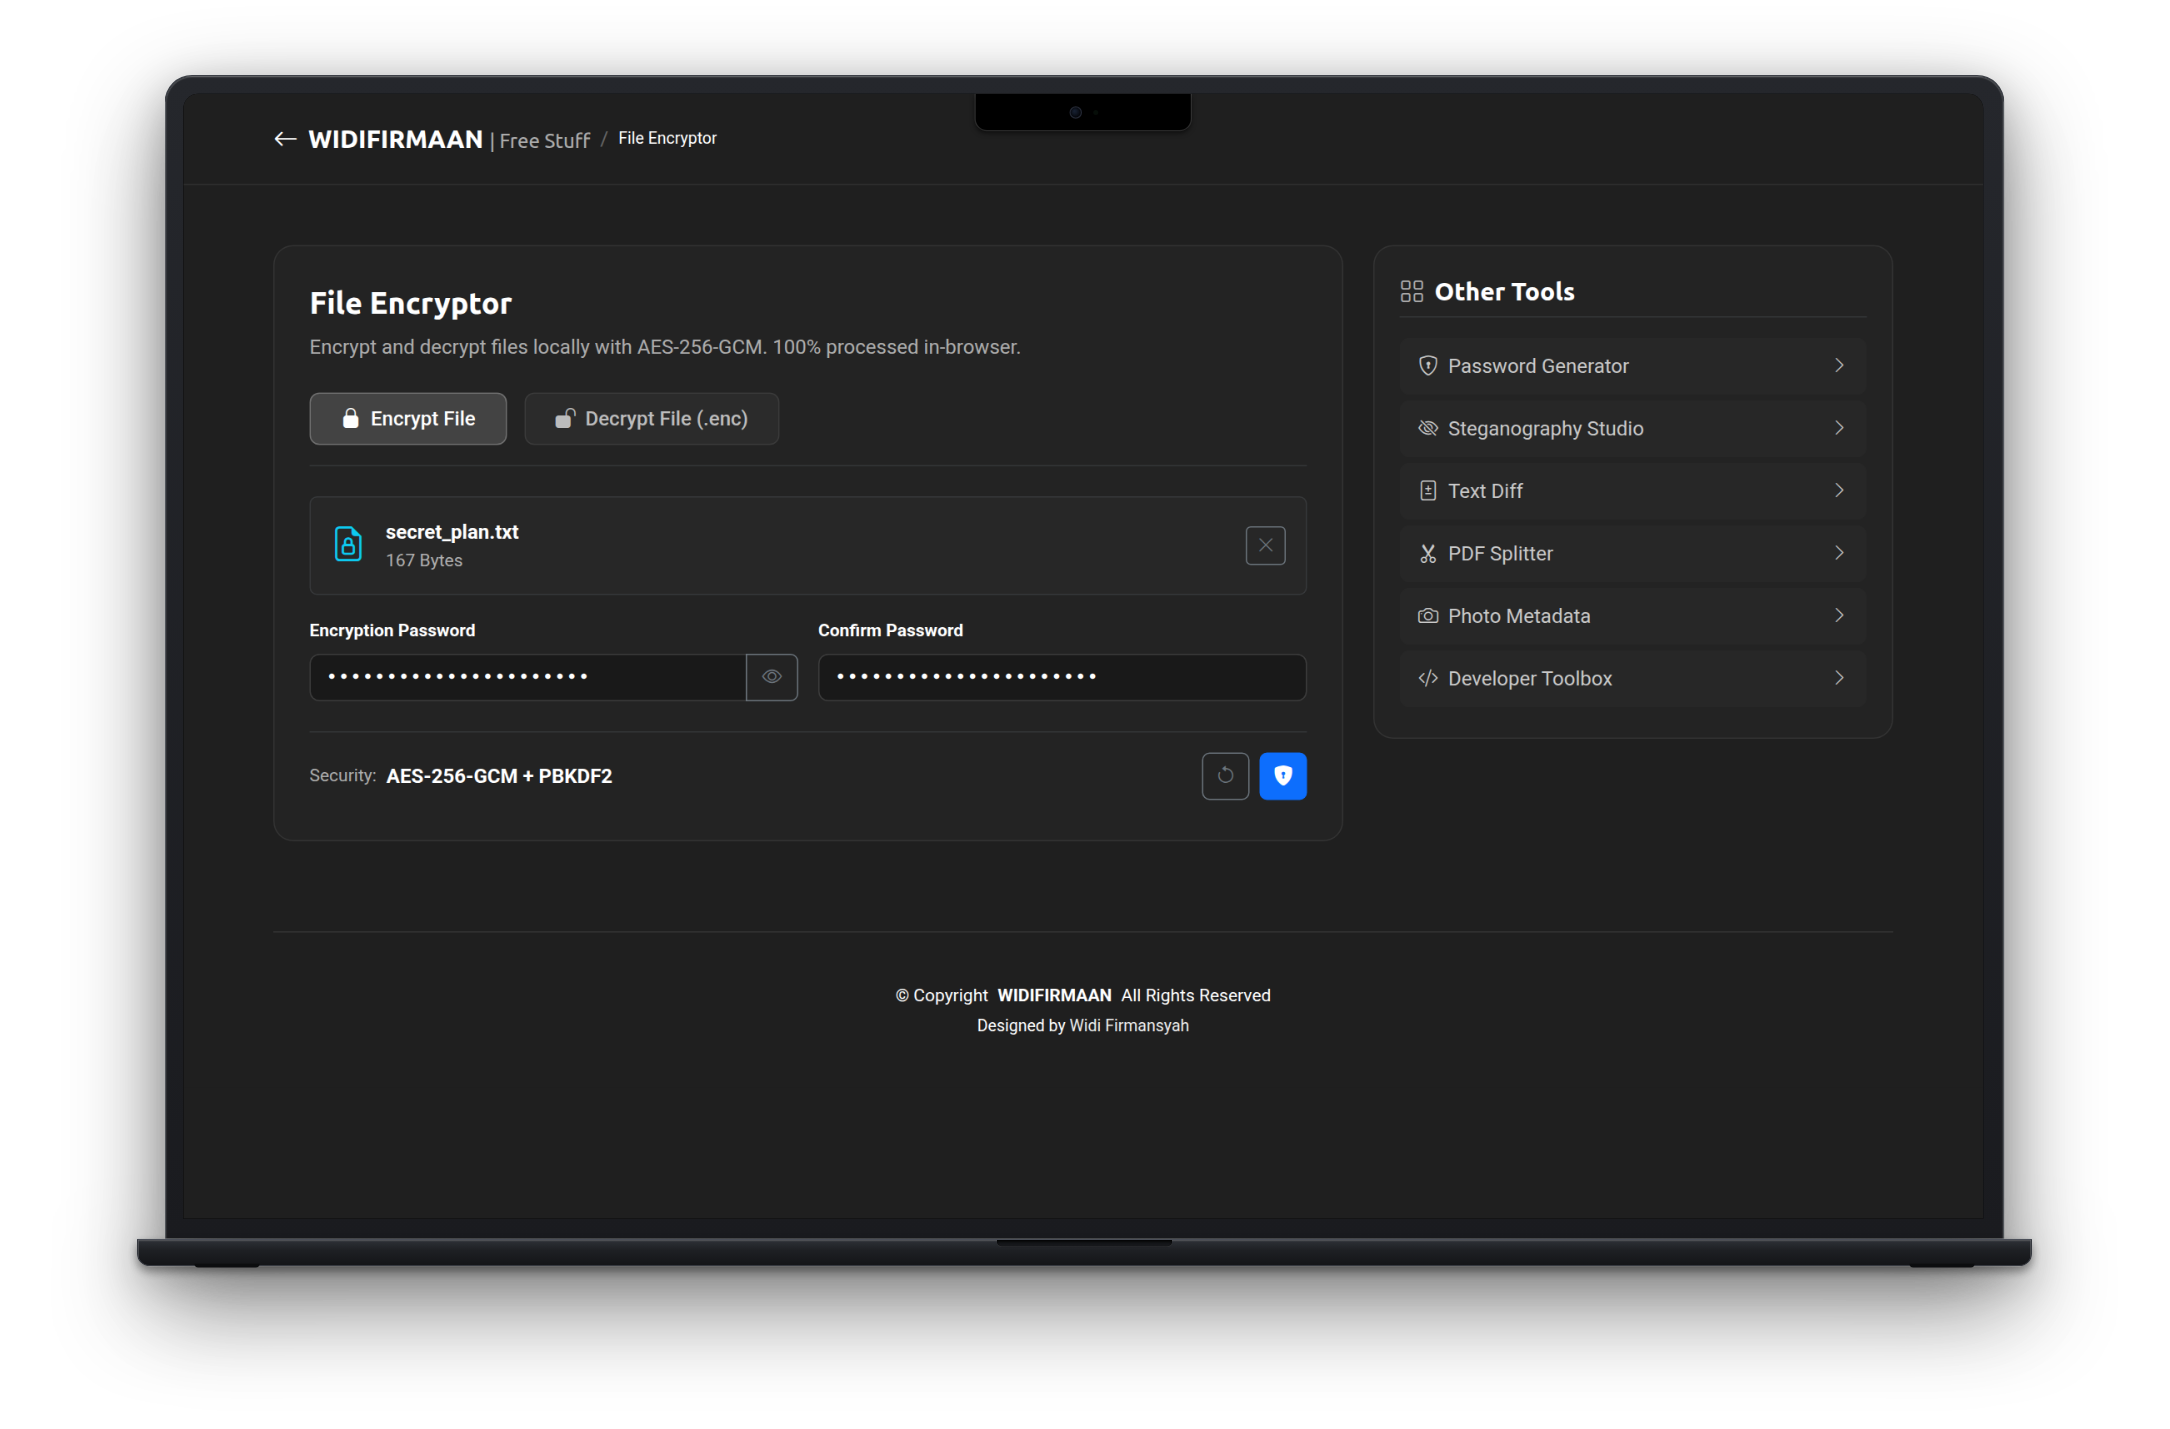 WIDIFIRMAAN | Free Stuff / File Encryptor
File Encryptor
Encrypt and decrypt files locally with AES-256-GCM. 100% processed in-browser.
Encrypt File
Decrypt File (.enc)
secret_plan.txt
167 Bytes
Encryption Password
Confirm Password
••••••••••••••••••••••
••••••••••••••••••••••
Security: AES-256-GCM + PBKDF2
Other Tools
Password Generator
Steganography Studio
Text Diff
PDF Splitter
Photo Metadata
Developer Toolbox
© Copyright WIDIFIRMAAN All Rights Reserved
Designed by Widi Firmansyah